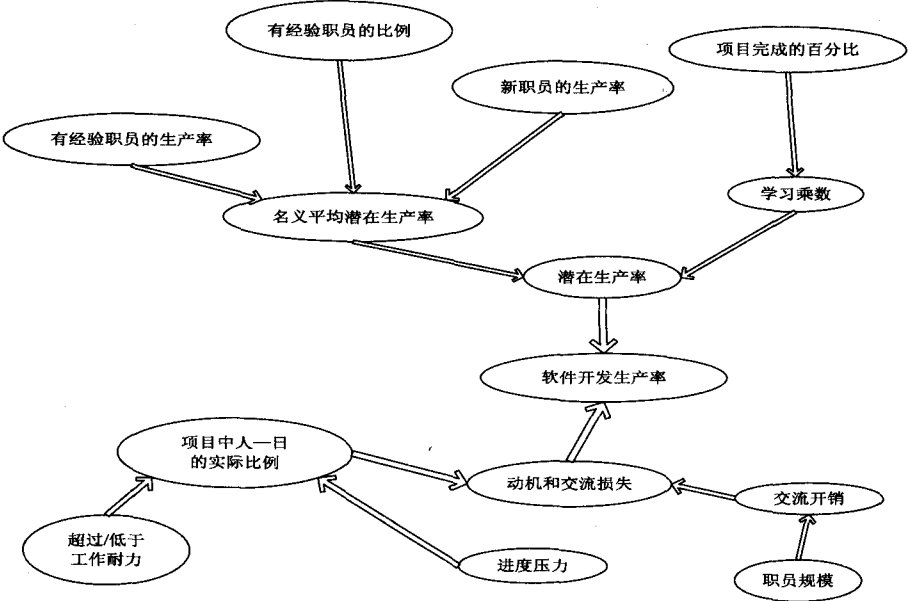 有经验职员的比例
项目完成的百分比
新职员的生产率
有经验职员的生产率
学习乘数
名义平均潜在生产率
潜在生产率
软件开发生产率
项目中人—日
的实际比例
动机和交流损失
交流开销
超过/低于
工作耐力
进度压力
职员规模